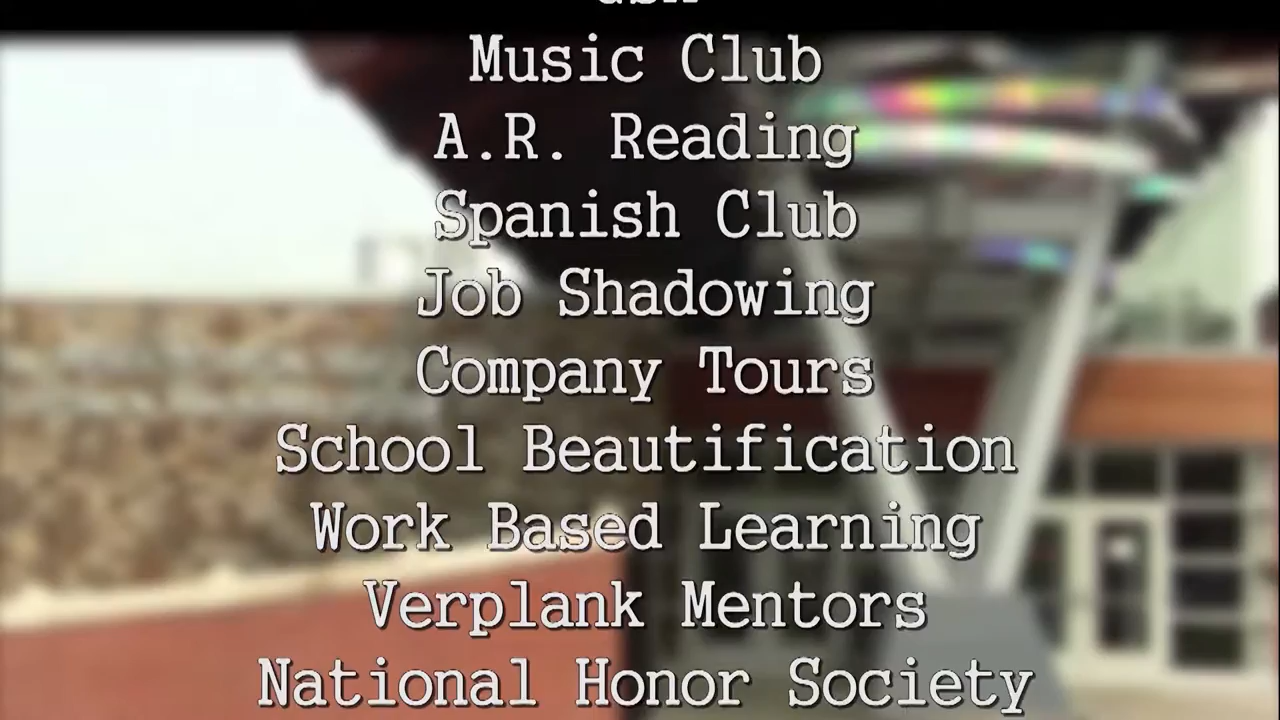 Music Club
A.R. Reading
Spanish Club
Job Shadowing
Company Tours
School Beautification
Work Based Learning
Verplank Mentors
National Honor Society